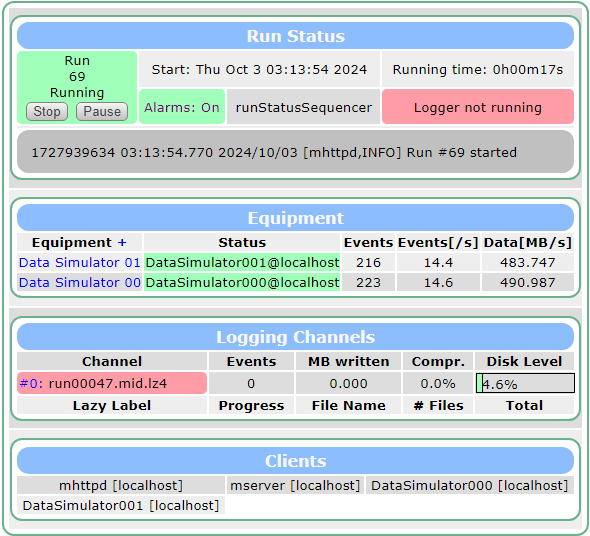 Run Status
Run
69
Running
Stop Pause
Start: Thu Oct 3 03:13:54 2024
Running time: 0h00m17s
Alarms: On
runStatusSequencer
Logger not running
1727939634 03:13:54.770 2024/10/03 [mhttpd,INFO] Run #69 started
Equipment
Equipment + Status Events Events[/s] Data[MB/s]
Data Simulator 01 DataSimulator001@localhost 216 14.4 483.747
Data Simulator 00 DataSimulator000@localhost 223 14.6 490.987
Logging Channels
Channel Events MB written Compr. Disk Level
#0: run00047.mid.lz4 0 0.000 0.0% 4.6%
Lazy Label Progress File Name # Files Total
Clients
mhttpd [localhost] mserver [localhost] DataSimulator000 [localhost]
DataSimulator001 [localhost]